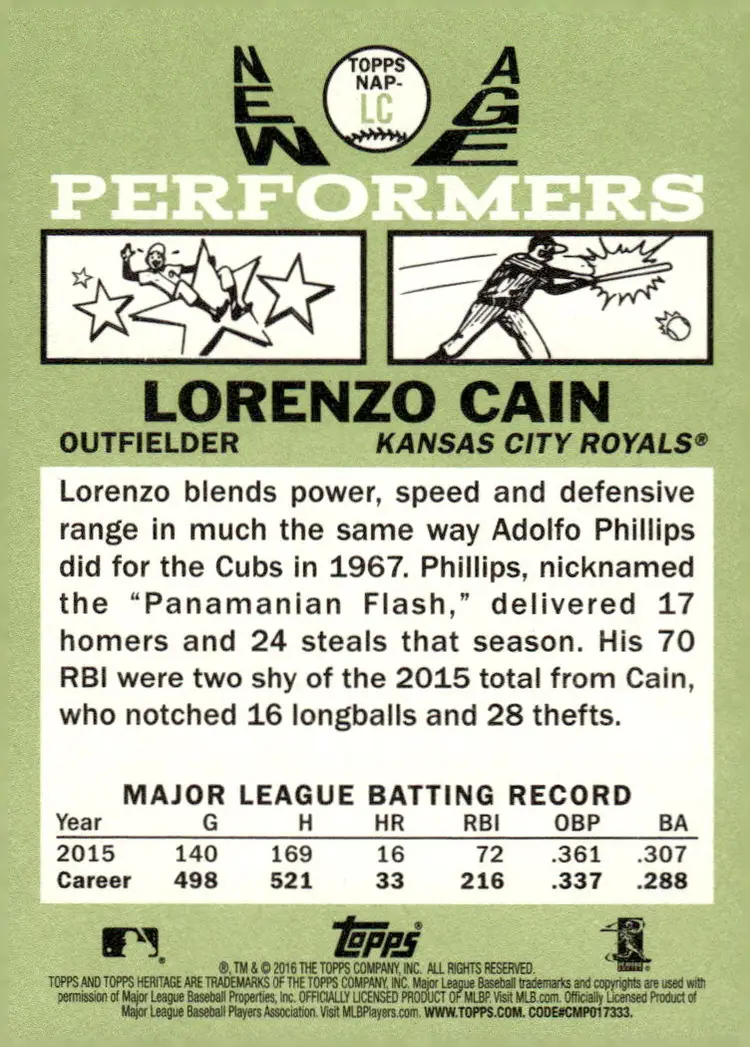 NEW AGE
TOPPS
NAP-
LC
PERFORMERS
LORENZO CAIN
OUTFIELDER KANSAS CITY ROYALS®
Lorenzo blends power, speed and defensive
range in much the same way Adolfo Phillips
did for the Cubs in 1967. Phillips, nicknamed
the “Panamanian Flash,” delivered 17
homers and 24 steals that season. His 70
RBI were two shy of the 2015 total from Cain,
who notched 16 longballs and 28 thefts.
MAJOR LEAGUE BATTING RECORD
Year G H HR RBI OBP BA
2015 140 169 16 72 .361 .307
Career 498 521 33 216 .337 .288
topps®
®, TM & © 2016 THE TOPPS COMPANY, INC. ALL RIGHTS RESERVED.
TOPPS AND TOPPS HERITAGE ARE TRADEMARKS OF THE TOPPS COMPANY, INC. Major League Baseball trademarks and copyrights are used with
permission of Major League Baseball Properties, Inc. OFFICIALLY LICENSED PRODUCT OF MLBP. Visit MLB.com. Officially Licensed Product of
Major League Baseball Players Association. Visit MLBPlayers.com. WWW.TOPPS.COM. CODE#CMP017333.